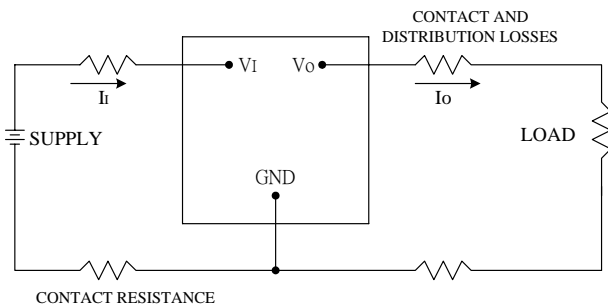 CONTACT AND
DISTRIBUTION LOSSES
VI
VO
II
IO
SUPPLY
LOAD
GND
CONTACT RESISTANCE